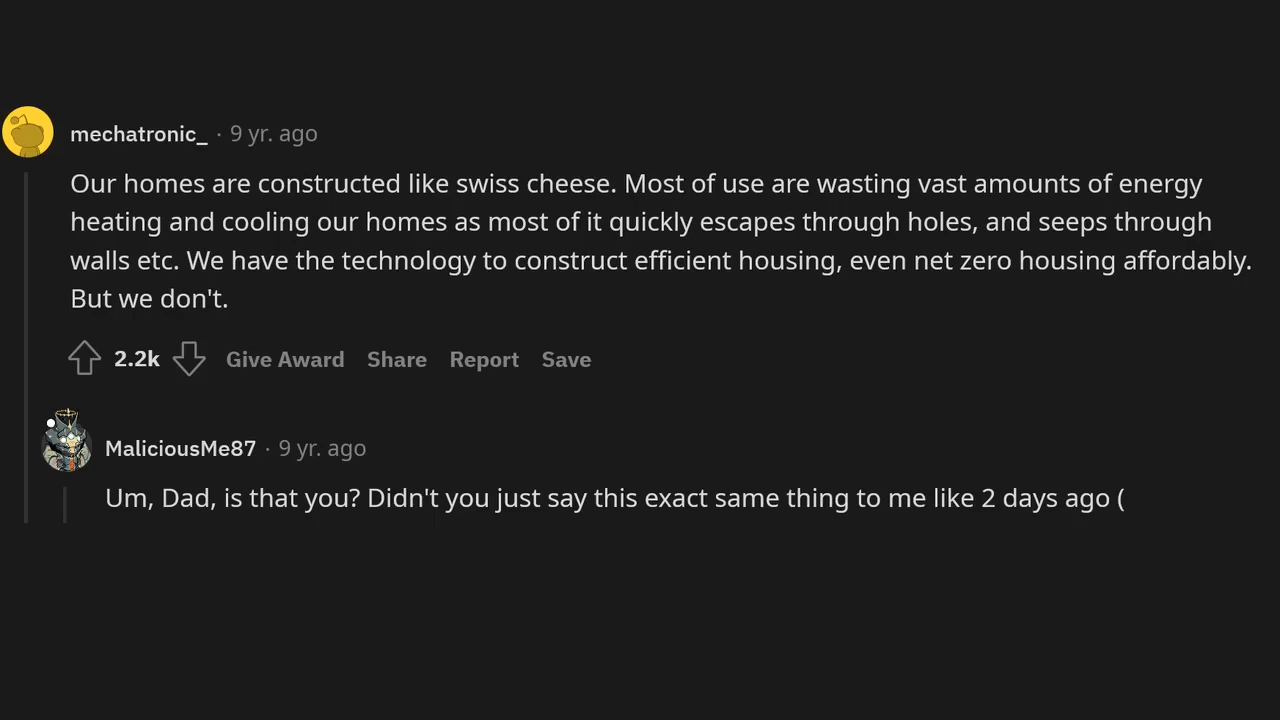 mechatronic_ · 9 yr. ago
Our homes are constructed like swiss cheese. Most of use are wasting vast amounts of energy
heating and cooling our homes as most of it quickly escapes through holes, and seeps through
walls etc. We have the technology to construct efficient housing, even net zero housing affordably.
But we don't.
2.2k Give Award Share Report Save
MaliciousMe87 · 9 yr. ago
Um, Dad, is that you? Didn't you just say this exact same thing to me like 2 days ago (